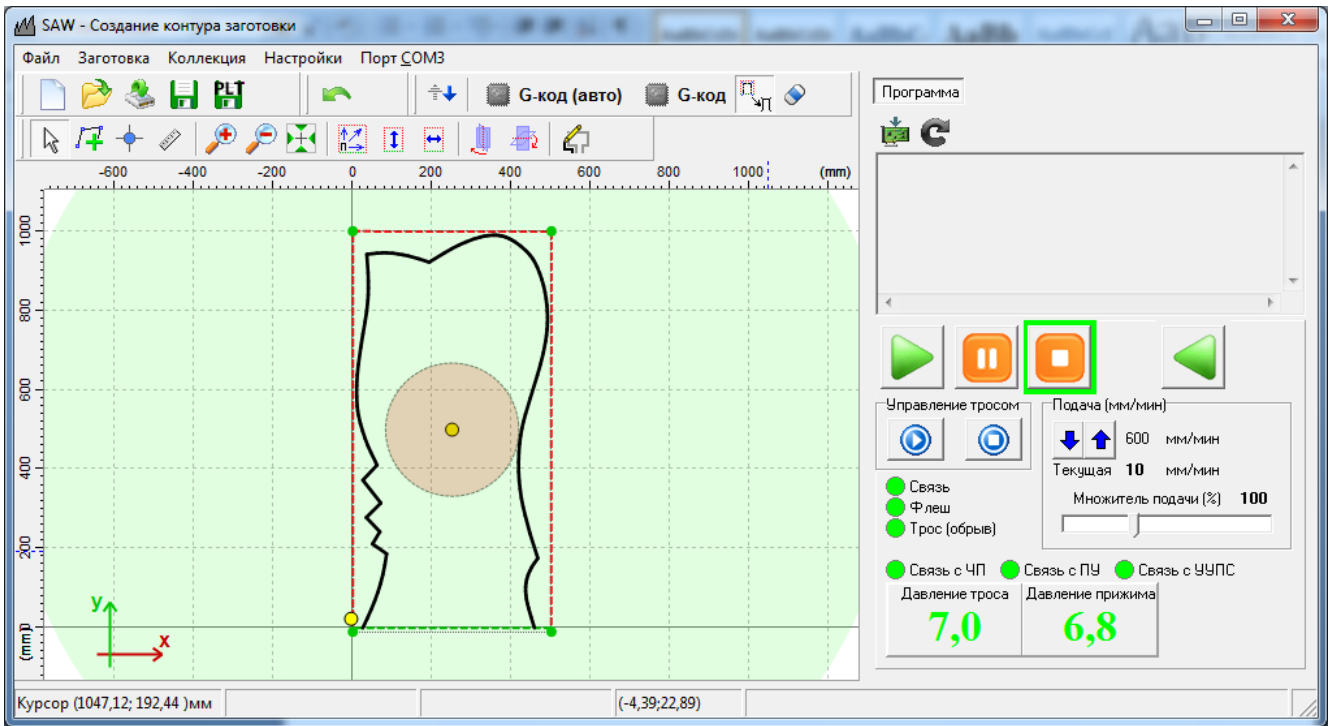 SAW - Создание контура заготовки
Файл Заготовка Коллекция Настройки Порт COM3
PLT
G-код (авто) G-код
Программа
-600 -400 -200 0 200 400 600 800 1000 (mm)
1000
800
600
400
200
0
(mm)
y
x
Управление тросом
Подача (мм/мин)
600 мм/мин
Текущая 10 мм/мин
Множитель подачи (%) 100
Связь
Флеш
Трос (обрыв)
Связь с ЧП Связь с ПУ Связь с УУПС
Давление троса Давление прижима
7,0 6,8
Курсор (1047,12; 192,44 )мм (-4,39;22,89)